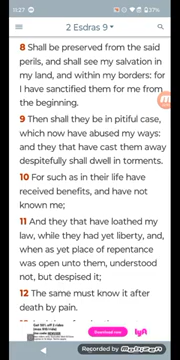 11:27
37%
2 Esdras 9
8 Shall be preserved from the said
perils, and shall see my salvation in
my land, and within my borders: for
I have sanctified them for me from
the beginning.
9 Then shall they be in pitiful case,
which now have abused my ways:
and they that have cast them away
despitefully shall dwell in torments.
10 For such as in their life have
received benefits, and have not
known me;
11 And they that have loathed my
law, while they had yet liberty, and,
when as yet place of repentance
was open unto them, understood
not, but despised it;
12 The same must know it after
death by pain.
Download now
lyft
Recorded by